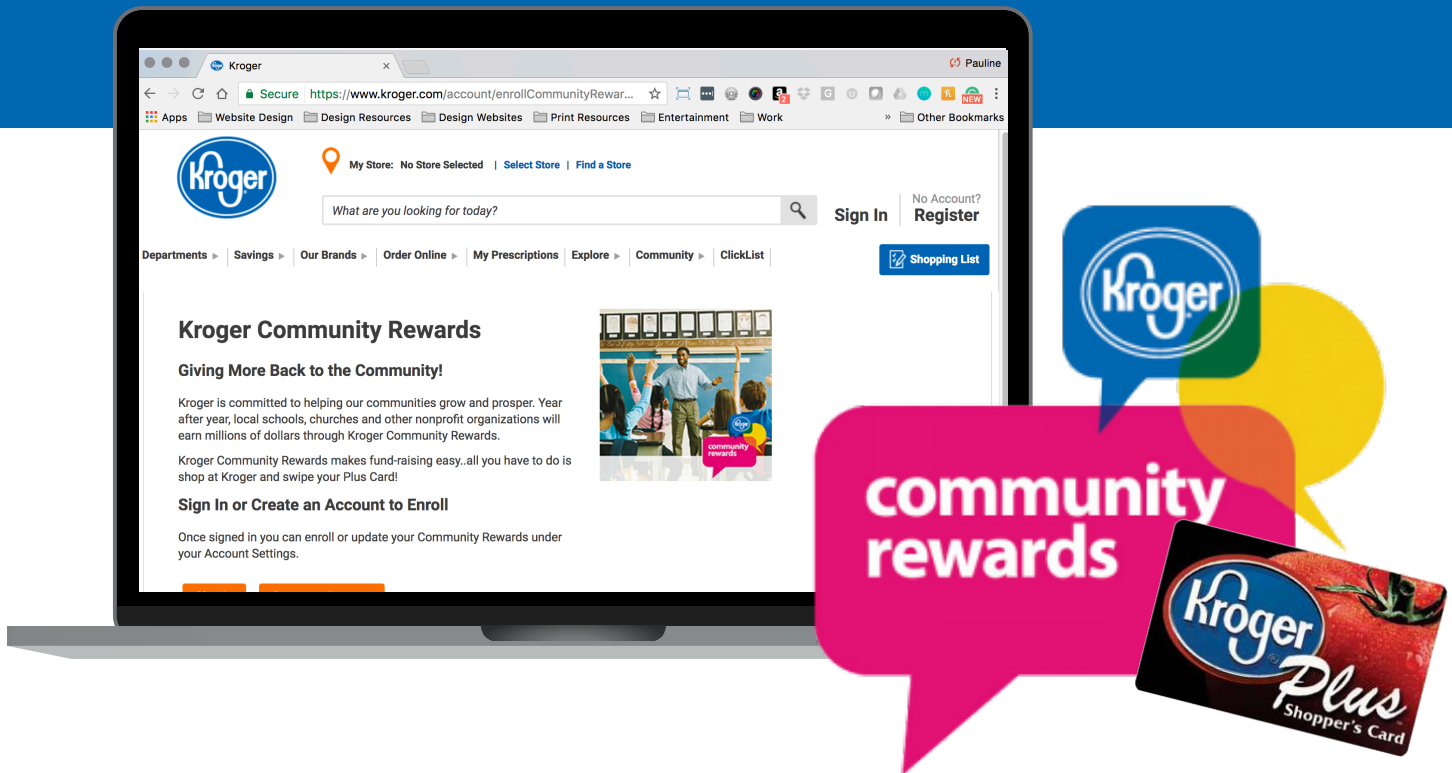 Kroger
Pauline
Secure https://www.kroger.com/account/enrollCommunityRewar...
2
NEW
Apps Website Design Design Resources Design Websites Print Resources Entertainment Work » Other Bookmarks
Kroger
My Store: No Store Selected | Select Store | Find a Store
What are you looking for today?
Sign In
No Account?
Register
Departments Savings Our Brands Order Online My Prescriptions Explore Community ClickList
Shopping List
Kroger Community Rewards
Giving More Back to the Community!
Kroger is committed to helping our communities grow and prosper. Year
after year, local schools, churches and other nonprofit organizations will
earn millions of dollars through Kroger Community Rewards.
Kroger Community Rewards makes fund-raising easy..all you have to do is
shop at Kroger and swipe your Plus Card!
Sign In or Create an Account to Enroll
Once signed in you can enroll or update your Community Rewards under
your Account Settings.
Kroger
community
rewards
Kroger
community
rewards
Kroger
Plus
Shopper's Card